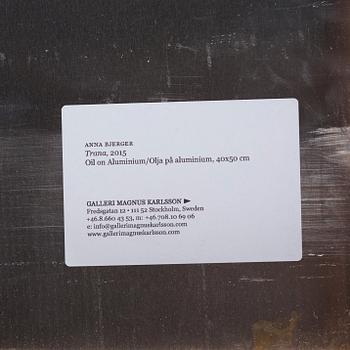 ANNA BJERGER
Trana, 2015
Oil on Aluminium/Olja på aluminium, 40x50 cm
GALLERI MAGNUS KARLSSON ►
Fredsgatan 12 • 111 52 Stockholm, Sweden
+46.8.660 43 53, m: +46.708.10 69 06
e: info@gallerimagnuskarlsson.com
www.gallerimagnuskarlsson.com